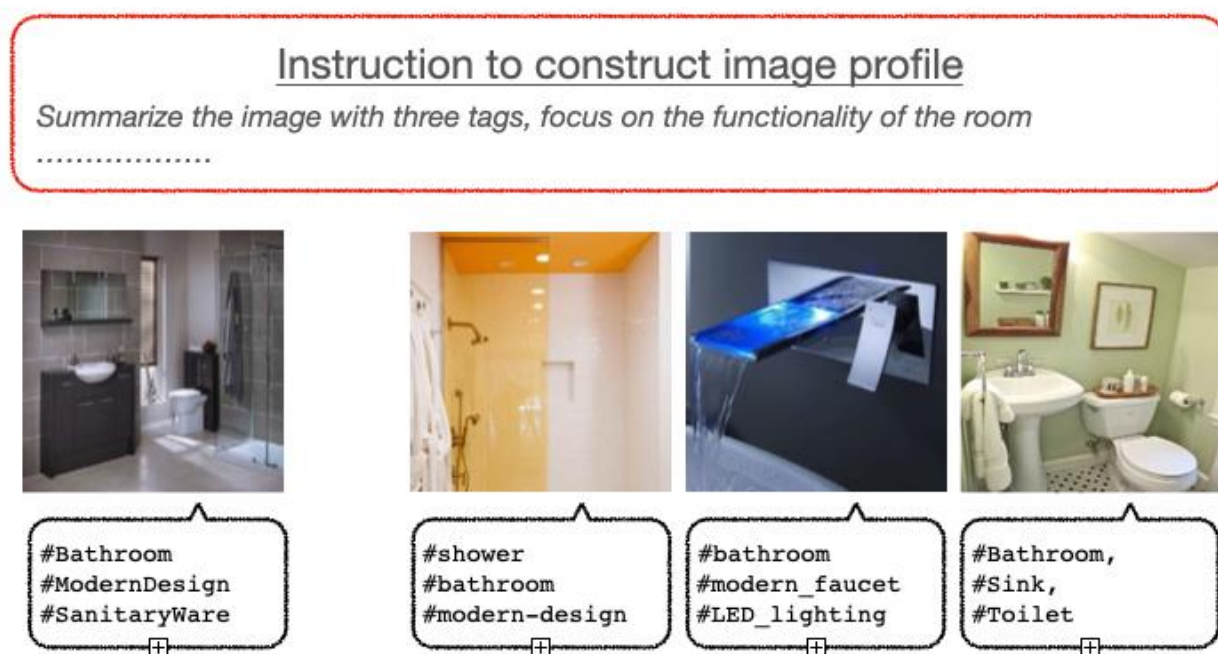 Instruction to construct image profile
Summarize the image with three tags, focus on the functionality of the room
..................
#Bathroom
#ModernDesign
#SanitaryWare
#shower
#bathroom
#modern-design
#bathroom
#modern_faucet
#LED_lighting
#Bathroom,
#Sink,
#Toilet